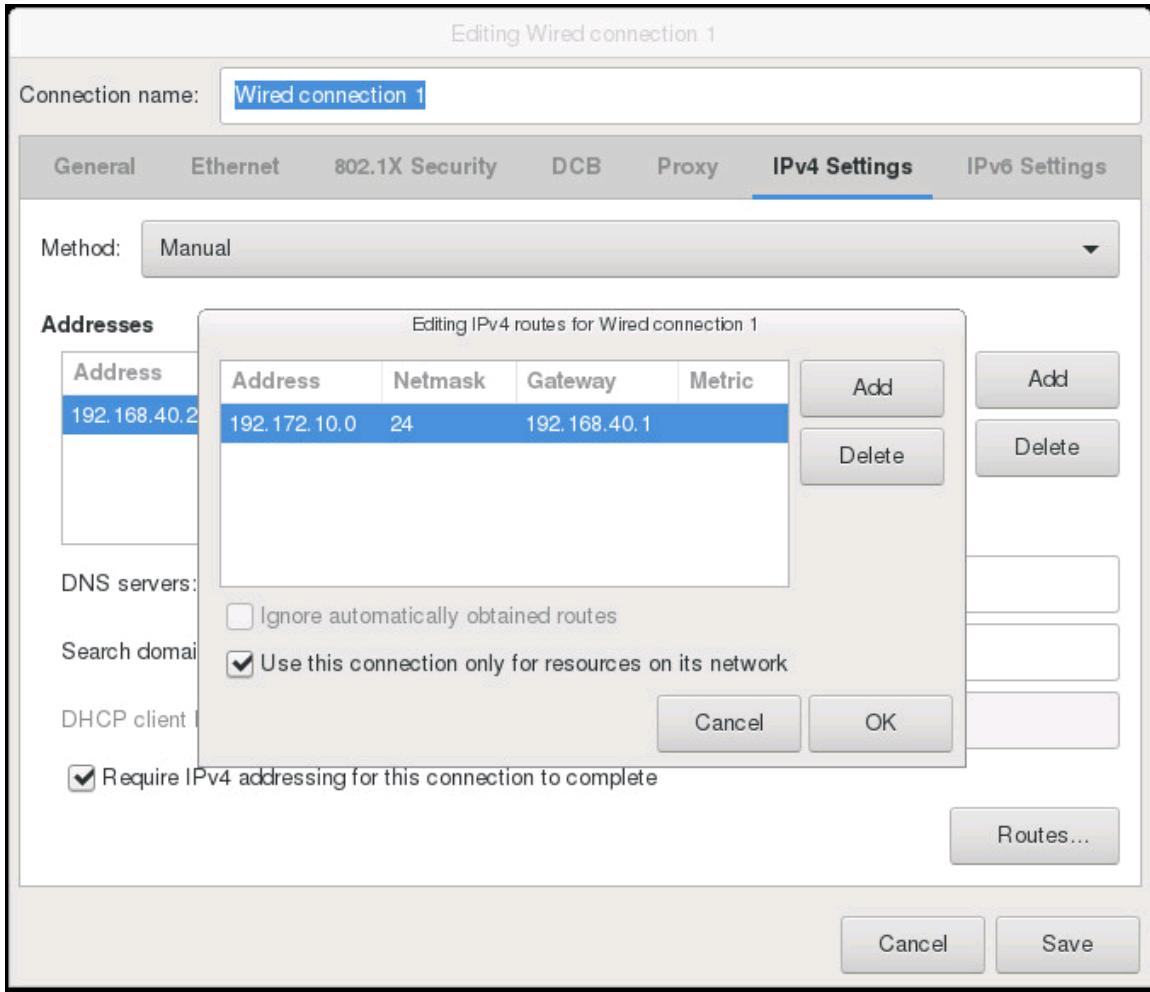 Editing Wired connection 1
Connection name: Wired connection 1
General Ethernet 802.1X Security DCB Proxy IPv4 Settings IPv6 Settings
Method: Manual
Addresses
Address
192.168.40.2
Add
Delete
Editing IPv4 routes for Wired connection 1
Address Netmask Gateway Metric
192.172.10.0 24 192.168.40.1
Add
Delete
Ignore automatically obtained routes
Use this connection only for resources on its network
Cancel OK
DNS servers:
Search domai
DHCP client
Require IPv4 addressing for this connection to complete
Routes...
Cancel Save